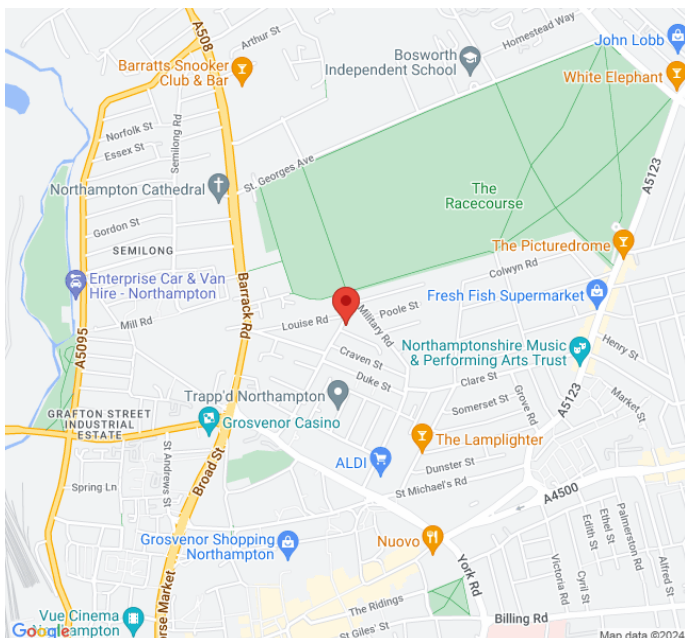 A508
Arthur St
Homestead Way
John Lobb
Bosworth
Independent School
Barratts Snooker
Club & Bar
White Elephant
Norfolk St
Essex St
Semilong Rd
A5123
St. Georges Ave
Northampton Cathedral
The
Racecourse
Gordon St
SEMILONG
The Picturedrome
Colwyn Rd
Enterprise Car & Van
Hire - Northampton
Barrack Rd
Fresh Fish Supermarket
Poole St
Military Rd
Louise Rd
Mill Rd
A5095
Northamptonshire Music
& Performing Arts Trust
Henry St
Craven St
Duke St
Clare St
Trapp'd Northampton
Grove Rd
A5123
Market St
Somerset St
GRAFTON STREET
INDUSTRIAL
ESTATE
Grosvenor Casino
The Lamplighter
St Andrews St
Broad St
ALDI
Dunster St
St Michael's Rd
Spring Ln
A4500
Grosvenor Shopping
Northampton
Nuovo
Edith St
Ethel St
Palmerston Rd
Alfred St
York Rd
Victoria Rd
Cyril St
The Ridings
Vue Cinema
Northampton
orse Market
St Giles' St
Billing Rd
Google
Map data ©2024